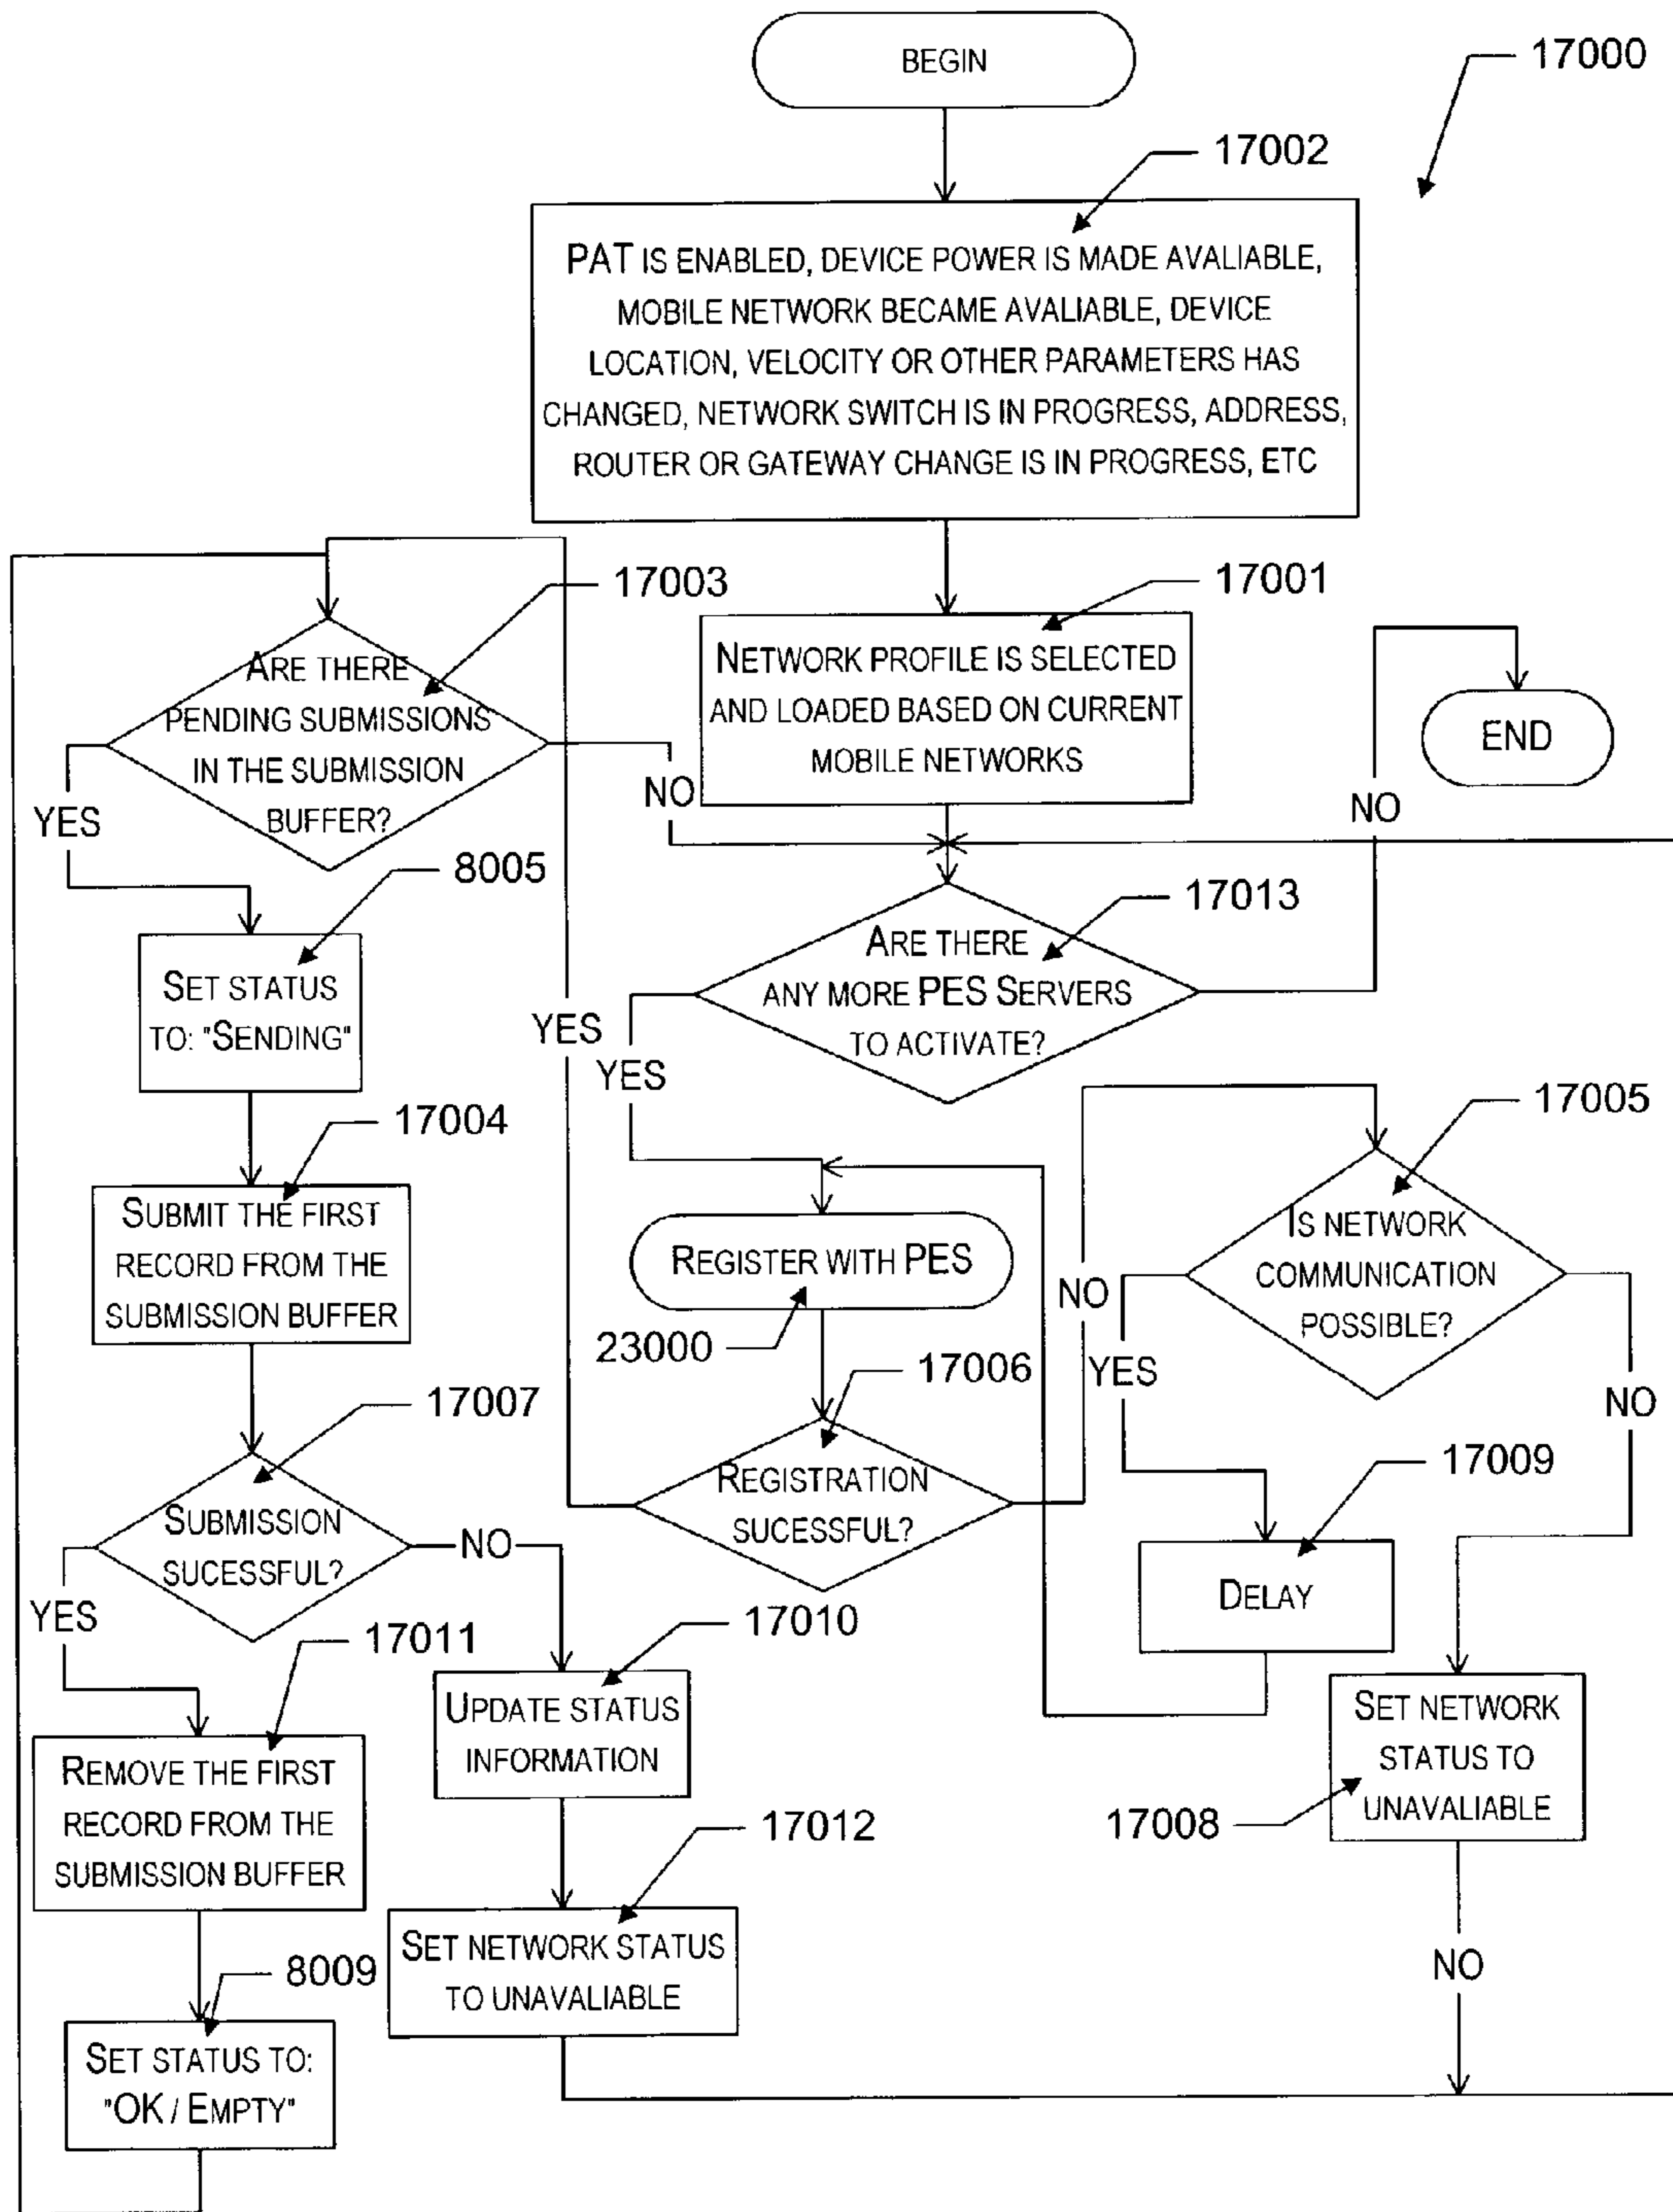 BEGIN
17000
17002
PAT IS ENABLED, DEVICE POWER IS MADE AVALIABLE,
MOBILE NETWORK BECAME AVALIABLE, DEVICE
LOCATION, VELOCITY OR OTHER PARAMETERS HAS
CHANGED, NETWORK SWITCH IS IN PROGRESS, ADDRESS,
ROUTER OR GATEWAY CHANGE IS IN PROGRESS, ETC
17003
ARE THERE
PENDING SUBMISSIONS
IN THE SUBMISSION
BUFFER?
YES
NO
17001
NETWORK PROFILE IS SELECTED
AND LOADED BASED ON CURRENT
MOBILE NETWORKS
END
NO
8005
SET STATUS
TO: "SENDING"
17013
ARE THERE
ANY MORE PES SERVERS
TO ACTIVATE?
YES
YES
17004
SUBMIT THE FIRST
RECORD FROM THE
SUBMISSION BUFFER
REGISTER WITH PES
23000
17005
IS NETWORK
COMMUNICATION
POSSIBLE?
NO
YES
NO
17007
SUBMISSION
SUCESSFUL?
NO
YES
17006
REGISTRATION
SUCESSFUL?
17009
DELAY
17011
REMOVE THE FIRST
RECORD FROM THE
SUBMISSION BUFFER
17010
UPDATE STATUS
INFORMATION
SET NETWORK
STATUS TO
UNAVALIABLE
17008
17012
SET NETWORK STATUS
TO UNAVALIABLE
NO
8009
SET STATUS TO:
"OK / EMPTY"